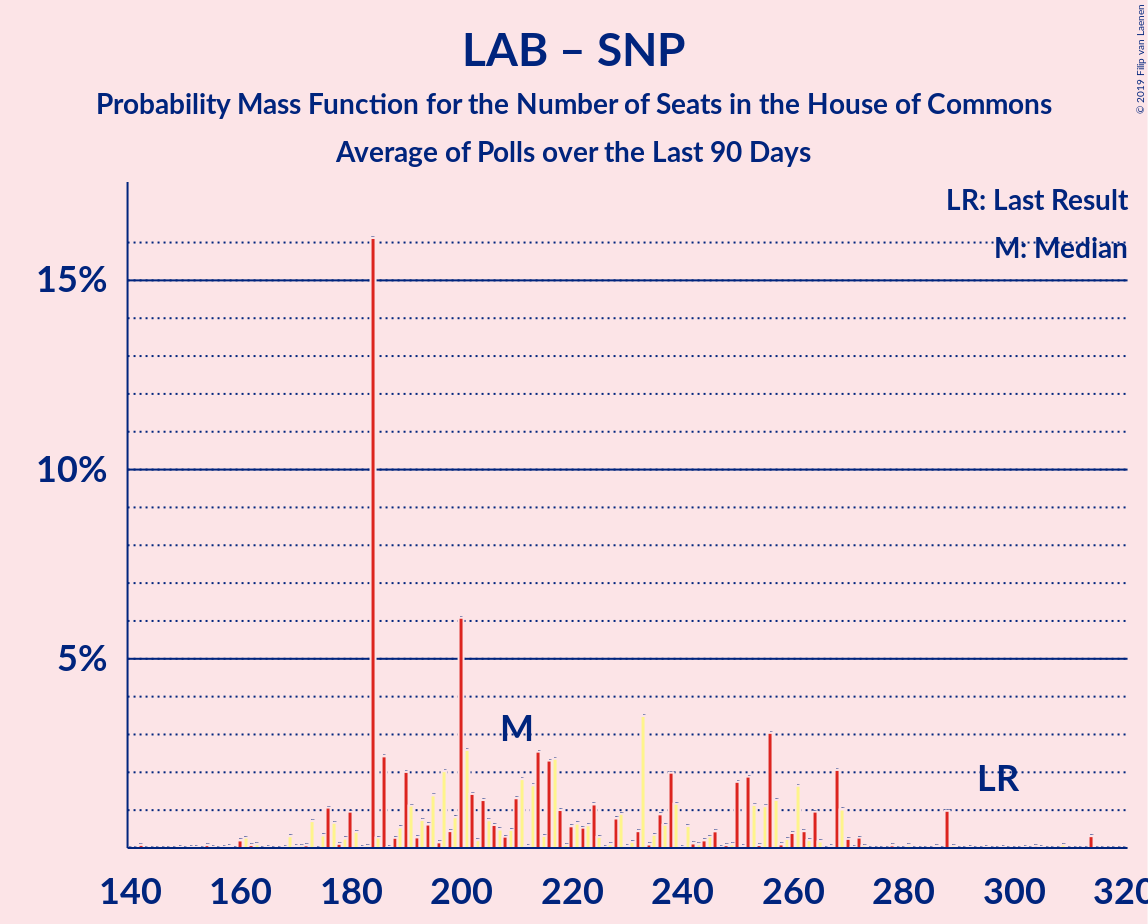 LAB – SNP
Probability Mass Function for the Number of Seats in the House of Commons
Average of Polls over the Last 90 Days
© 2019 Filip van Laenen
LR: Last Result
M: Median
15%
10%
5%
M
LR
140 160 180 200 220 240 260 280 300 320